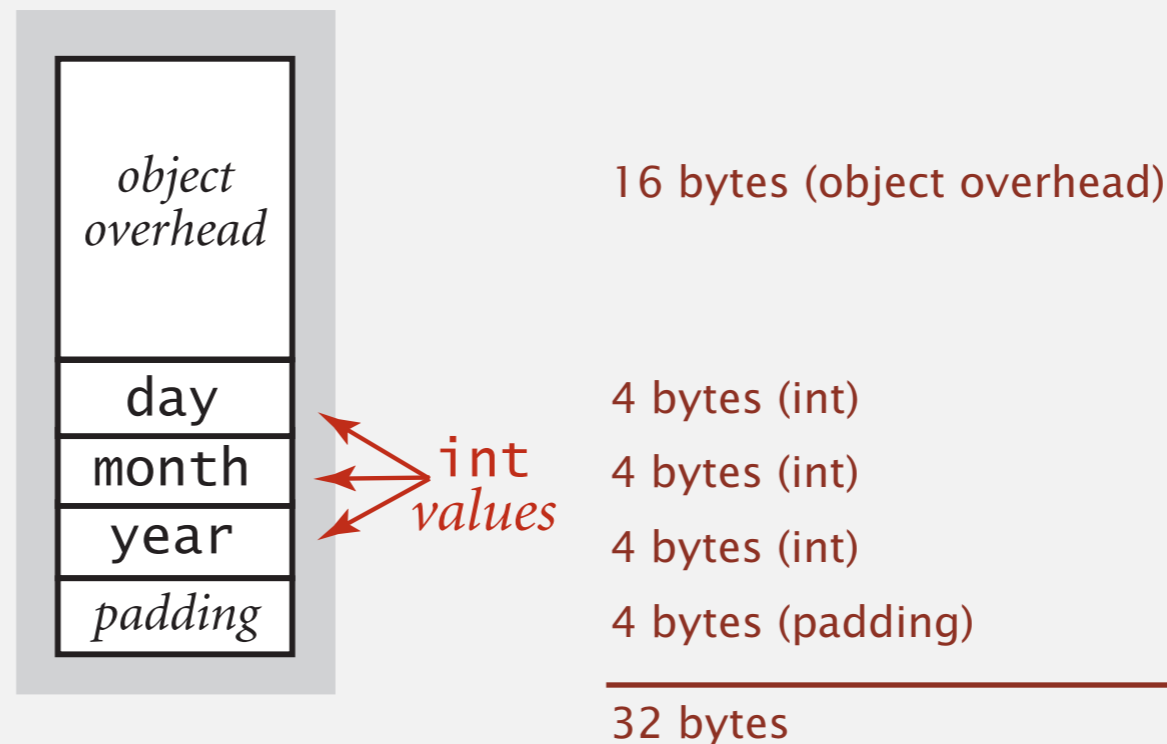 object
overhead
16 bytes (object overhead)
day
4 bytes (int)
month
4 bytes (int)
year
4 bytes (int)
int
values
padding
4 bytes (padding)
32 bytes